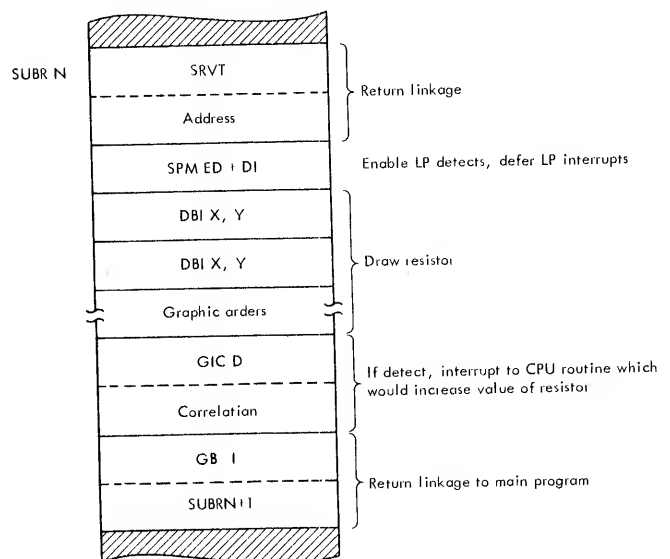 SUBR N
SRVT
Address
Return linkage
SPM ED + DI
Enable LP detects, defer LP interrupts
DBI X, Y
DBI X, Y
Graphic arders
Draw resistor
GIC D
Correlation
If detect, interrupt to CPU routine which
would increase value of resistor
GB I
SUBRN+1
Return linkage to main program